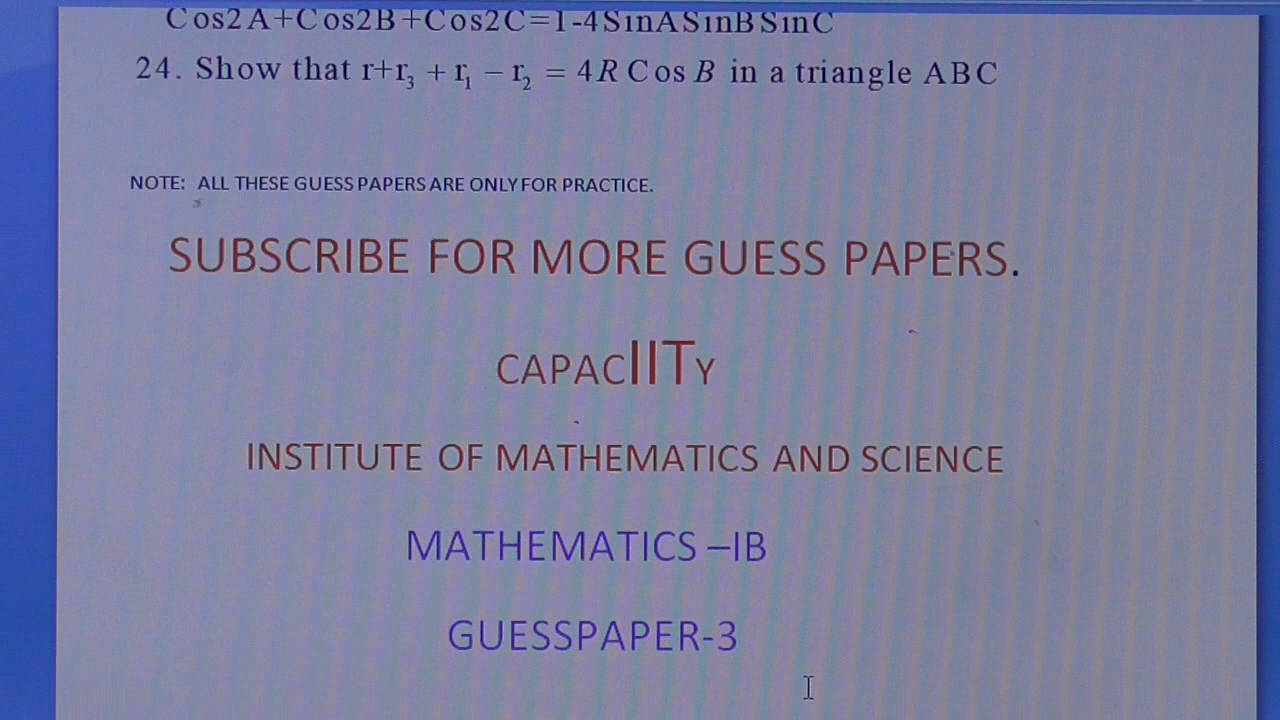 Cos2A+Cos2B+Cos2C=1-4SinASinBSinC
24. Show that r+r₃ + r₁ − r₂ = 4R Cos B in a triangle ABC
NOTE: ALL THESE GUESS PAPERS ARE ONLY FOR PRACTICE.
SUBSCRIBE FOR MORE GUESS PAPERS.
CAPACIITY
INSTITUTE OF MATHEMATICS AND SCIENCE
MATHEMATICS –IB
GUESSPAPER-3